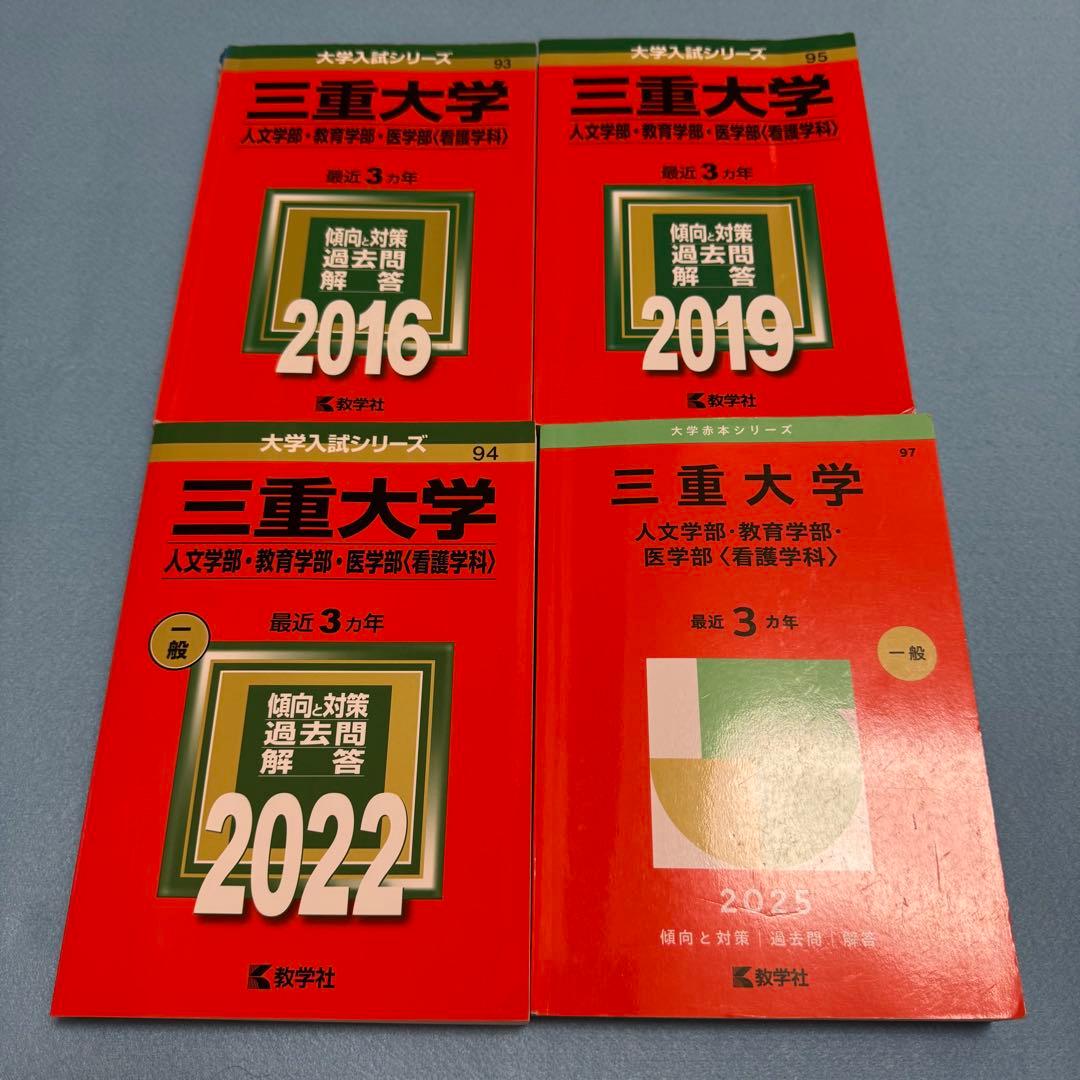 大学入試シリーズ
93
三重大学
人文学部・教育学部・医学部〈看護学科〉
最近3カ年
傾向と対策
過去問
解答
2016
教学社
大学入試シリーズ
95
三重大学
人文学部・教育学部・医学部〈看護学科〉
最近3カ年
傾向と対策
過去問
解答
2019
教学社
大学入試シリーズ
94
三重大学
人文学部・教育学部・医学部〈看護学科〉
最近3カ年
一般
傾向と対策
過去問
解答
2022
教学社
大学赤本シリーズ
97
三重大学
人文学部・教育学部・
医学部〈看護学科〉
最近3カ年
一般
2025
傾向と対策|過去問|解答
教学社